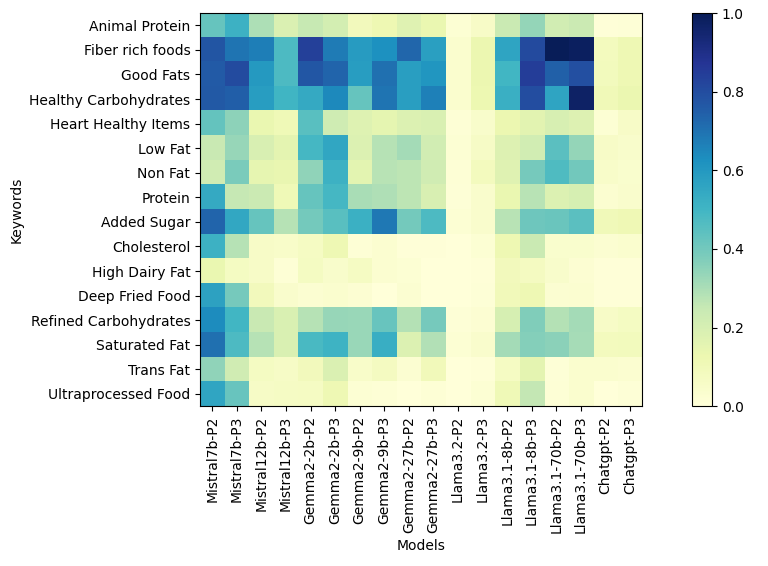 Animal Protein
Fiber rich foods
Good Fats
Healthy Carbohydrates
Heart Healthy Items
Low Fat
Non Fat
Protein
Added Sugar
Cholesterol
High Dairy Fat
Deep Fried Food
Refined Carbohydrates
Saturated Fat
Trans Fat
Ultraprocessed Food
Keywords
Mistral7b-P2
Mistral7b-P3
Mistral12b-P2
Mistral12b-P3
Gemma2-2b-P2
Gemma2-2b-P3
Gemma2-9b-P2
Gemma2-9b-P3
Gemma2-27b-P2
Gemma2-27b-P3
Llama3.2-P2
Llama3.2-P3
Llama3.1-8b-P2
Llama3.1-8b-P3
Llama3.1-70b-P2
Llama3.1-70b-P3
Chatgpt-P2
Chatgpt-P3
Models
1.0
0.8
0.6
0.4
0.2
0.0